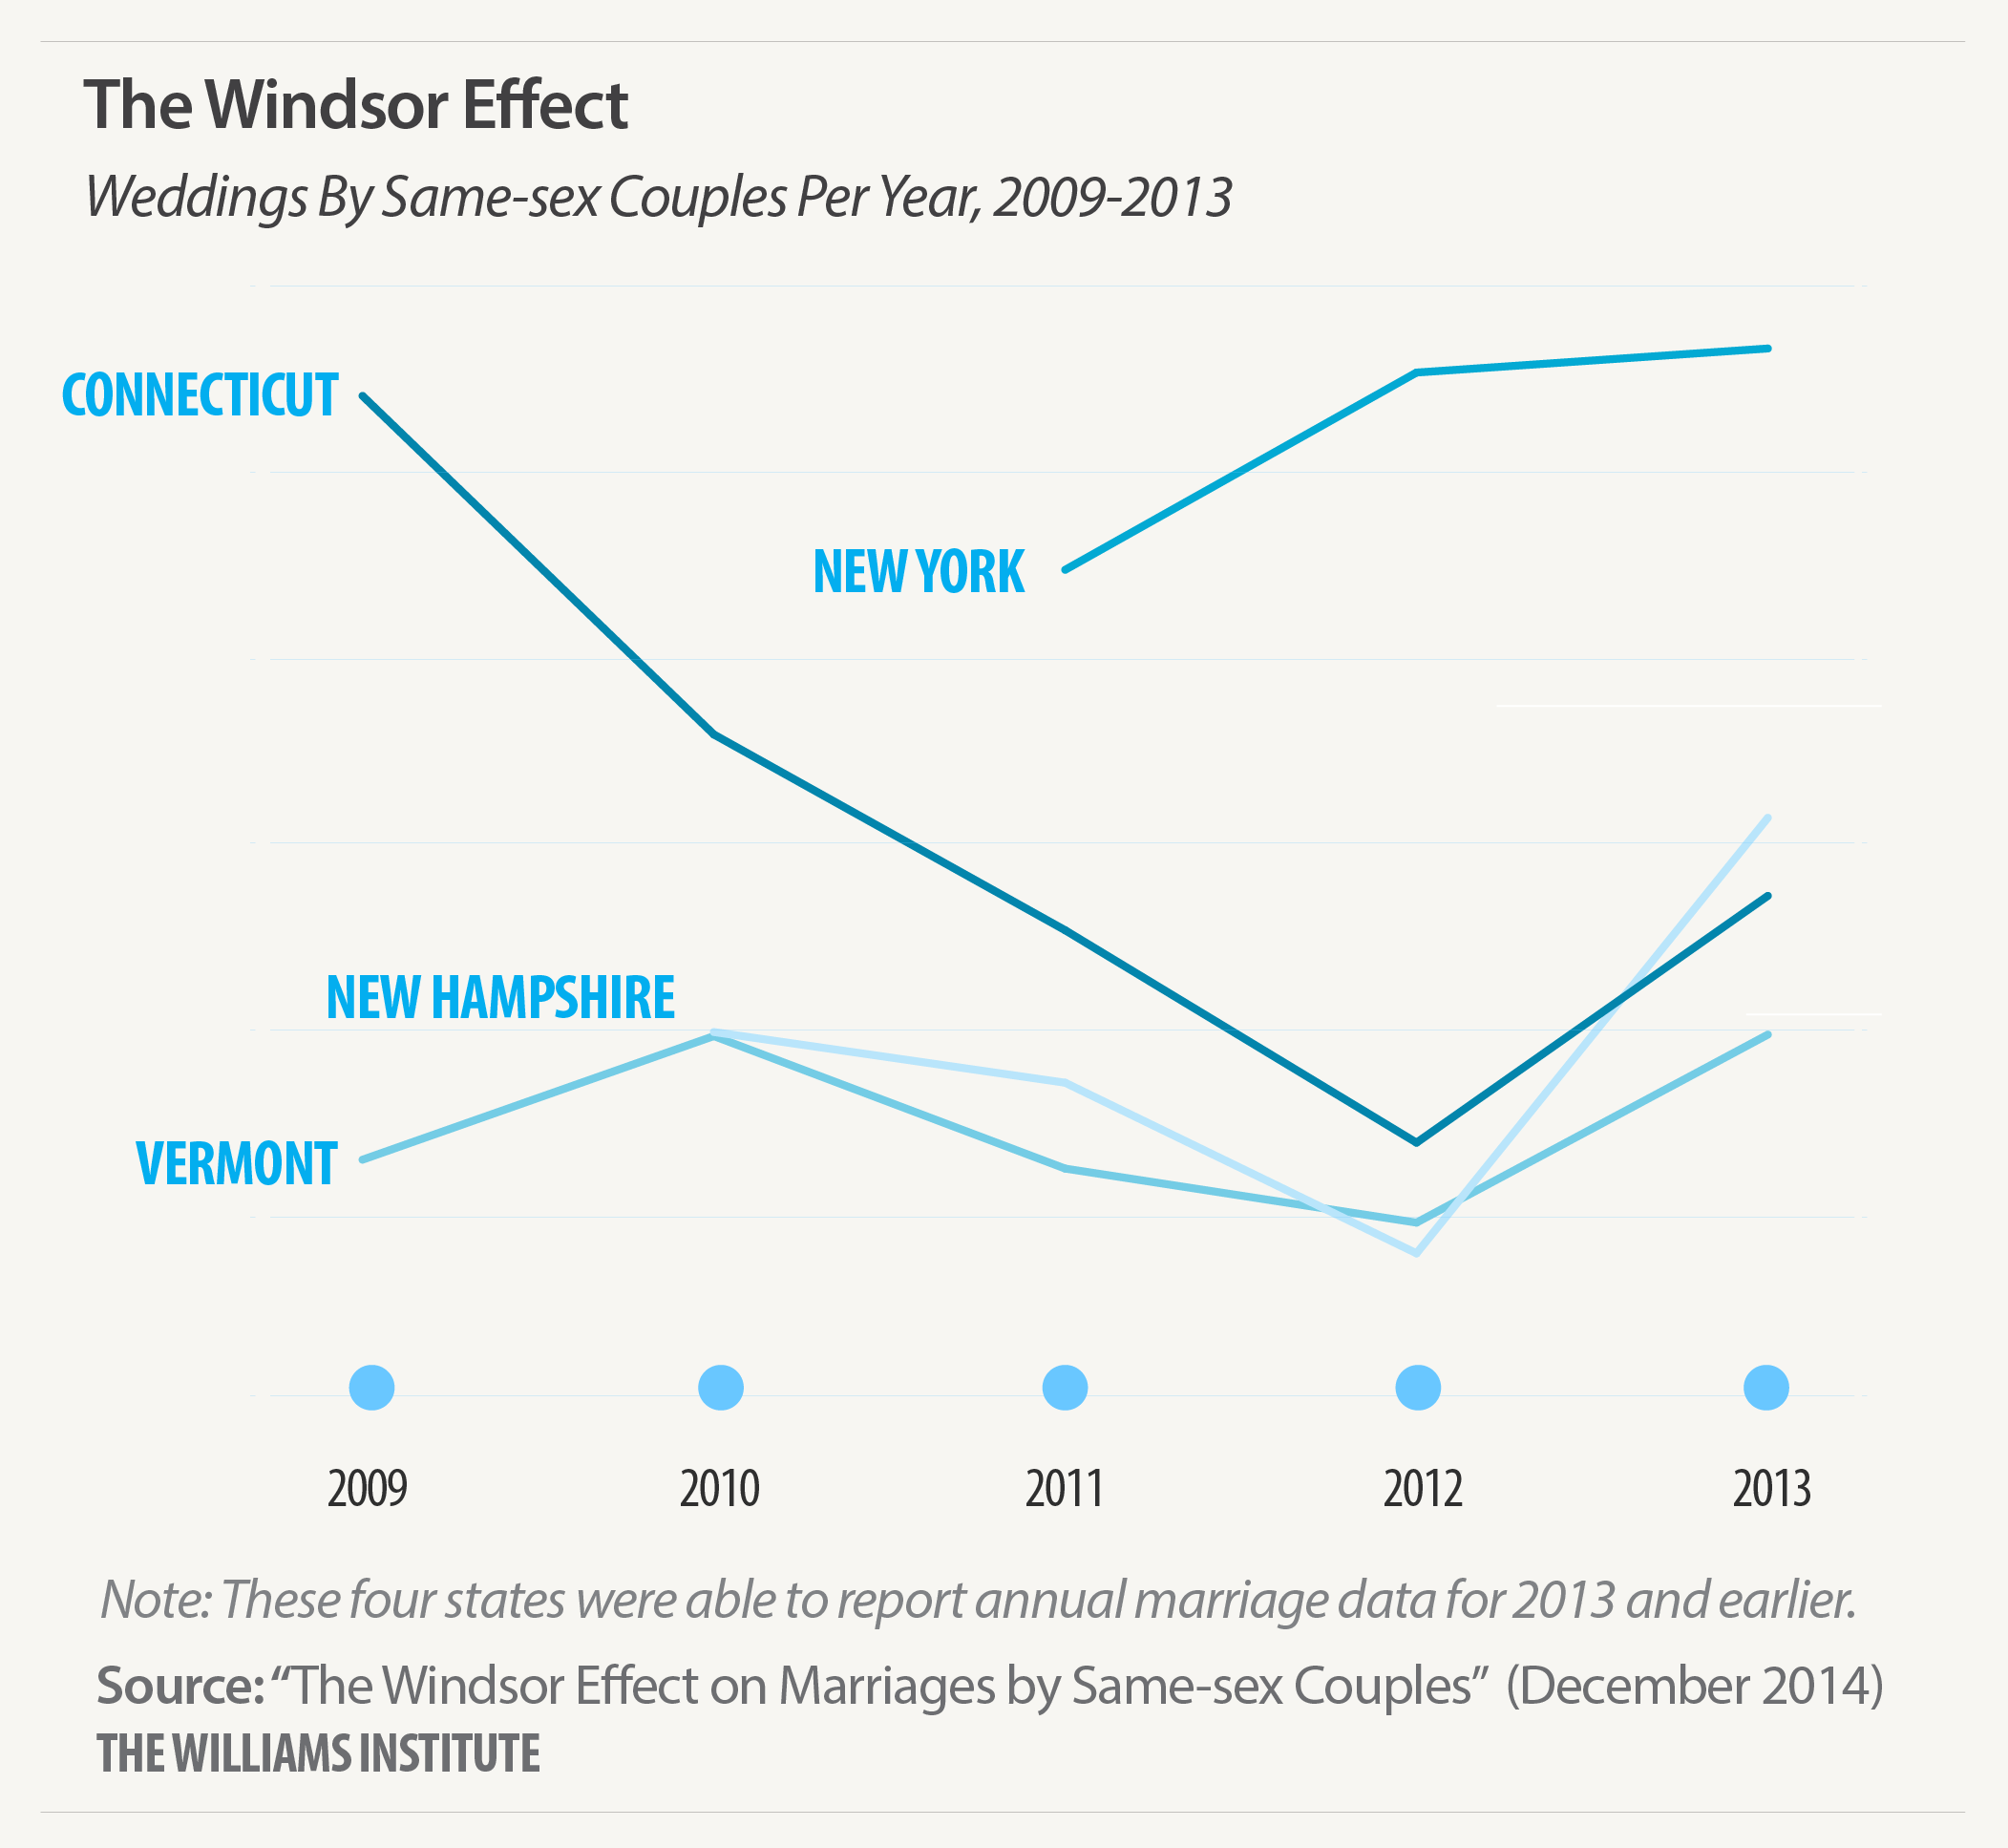 The Windsor Effect
Weddings By Same-sex Couples Per Year, 2009-2013
CONNECTICUT
NEW YORK
NEW HAMPSHIRE
VERMONT
2009 2010 2011 2012 2013
Note: These four states were able to report annual marriage data for 2013 and earlier.
Source: “The Windsor Effect on Marriages by Same-sex Couples” (December 2014)
THE WILLIAMS INSTITUTE